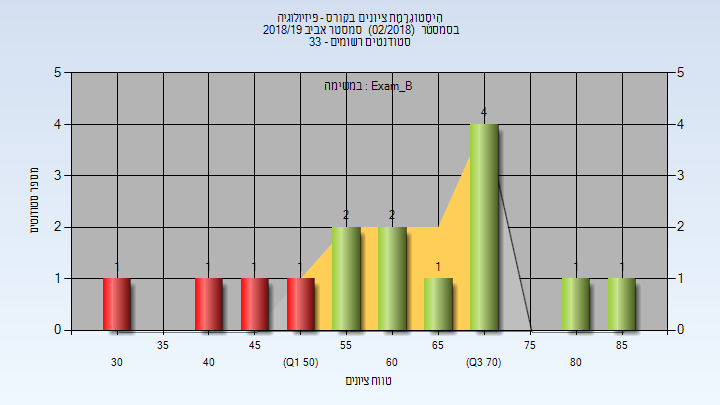 היסטוגרמת ציונים בקורס - פיזיולוגיה
בסמסטר (02/2018) סמסטר אביב 2018/19
סטודנטים רשומים - 33
במשימה : Exam_B
מספר סטודנטים
5 5
4 4
3 3
2 2
1 1
0 0
1 1 1 1 2 2 1 4 1 1
35 45 55 65 75 85
30 40 (Q1 50) 60 (Q3 70) 80
טווח ציונים